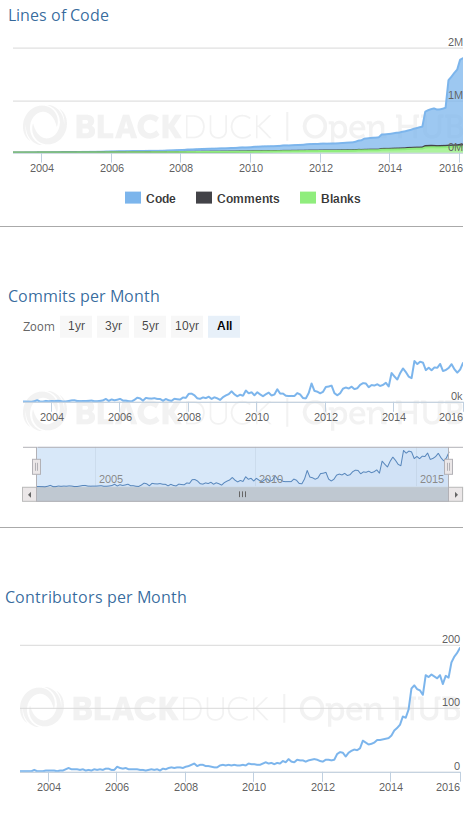 Lines of Code
2M
1M
BLACKDUCK | Open HUB
0M
2004 2006 2008 2010 2012 2014 2016
Code Comments Blanks
Commits per Month
Zoom 1yr 3yr 5yr 10yr All
0k
BLACKDUCK | Open HUB
2004 2006 2008 2010 2012 2014 2016
2005 2010 2015
Contributors per Month
200
BLACKDUCK | Open HUB
100
0
2004 2006 2008 2010 2012 2014 2016